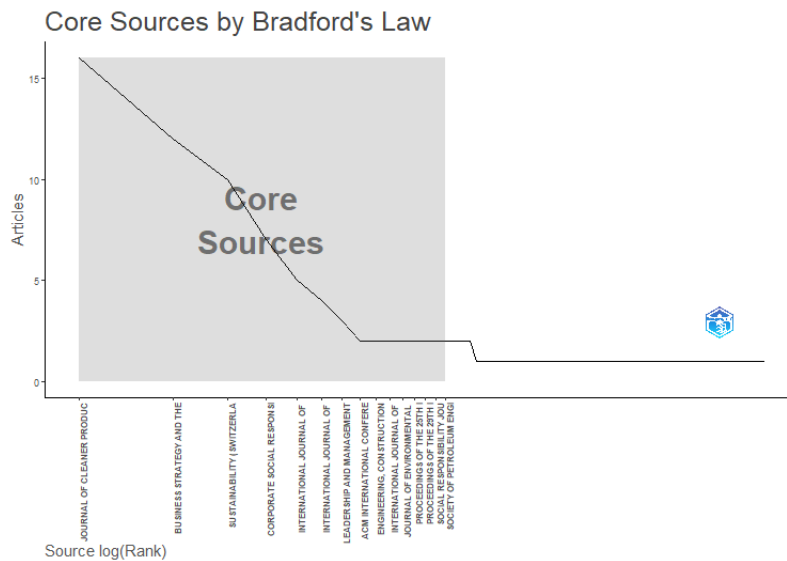 Core Sources by Bradford's Law
Articles
15
10
5
0
Core
Sources
JOURNAL OF CLEANER PRODUC
BUSINESS STRATEGY AND THE
SUSTAINABILITY (SWITZERLA
CORPORATE SOCIAL RESPONSI
INTERNATIONAL JOURNAL OF
INTERNATIONAL JOURNAL OF
LEADERSHIP AND MANAGEMENT
ACM INTERNATIONAL CONFERE
ENGINEERING, CONSTRUCTION
INTERNATIONAL JOURNAL OF
JOURNAL OF ENVIRONMENTAL
PROCEEDINGS OF THE 25TH I
PROCEEDINGS OF THE 29TH I
SOCIAL RESPONSIBILITY JOU
SOCIETY OF PETROLEUM ENGI
Source log(Rank)